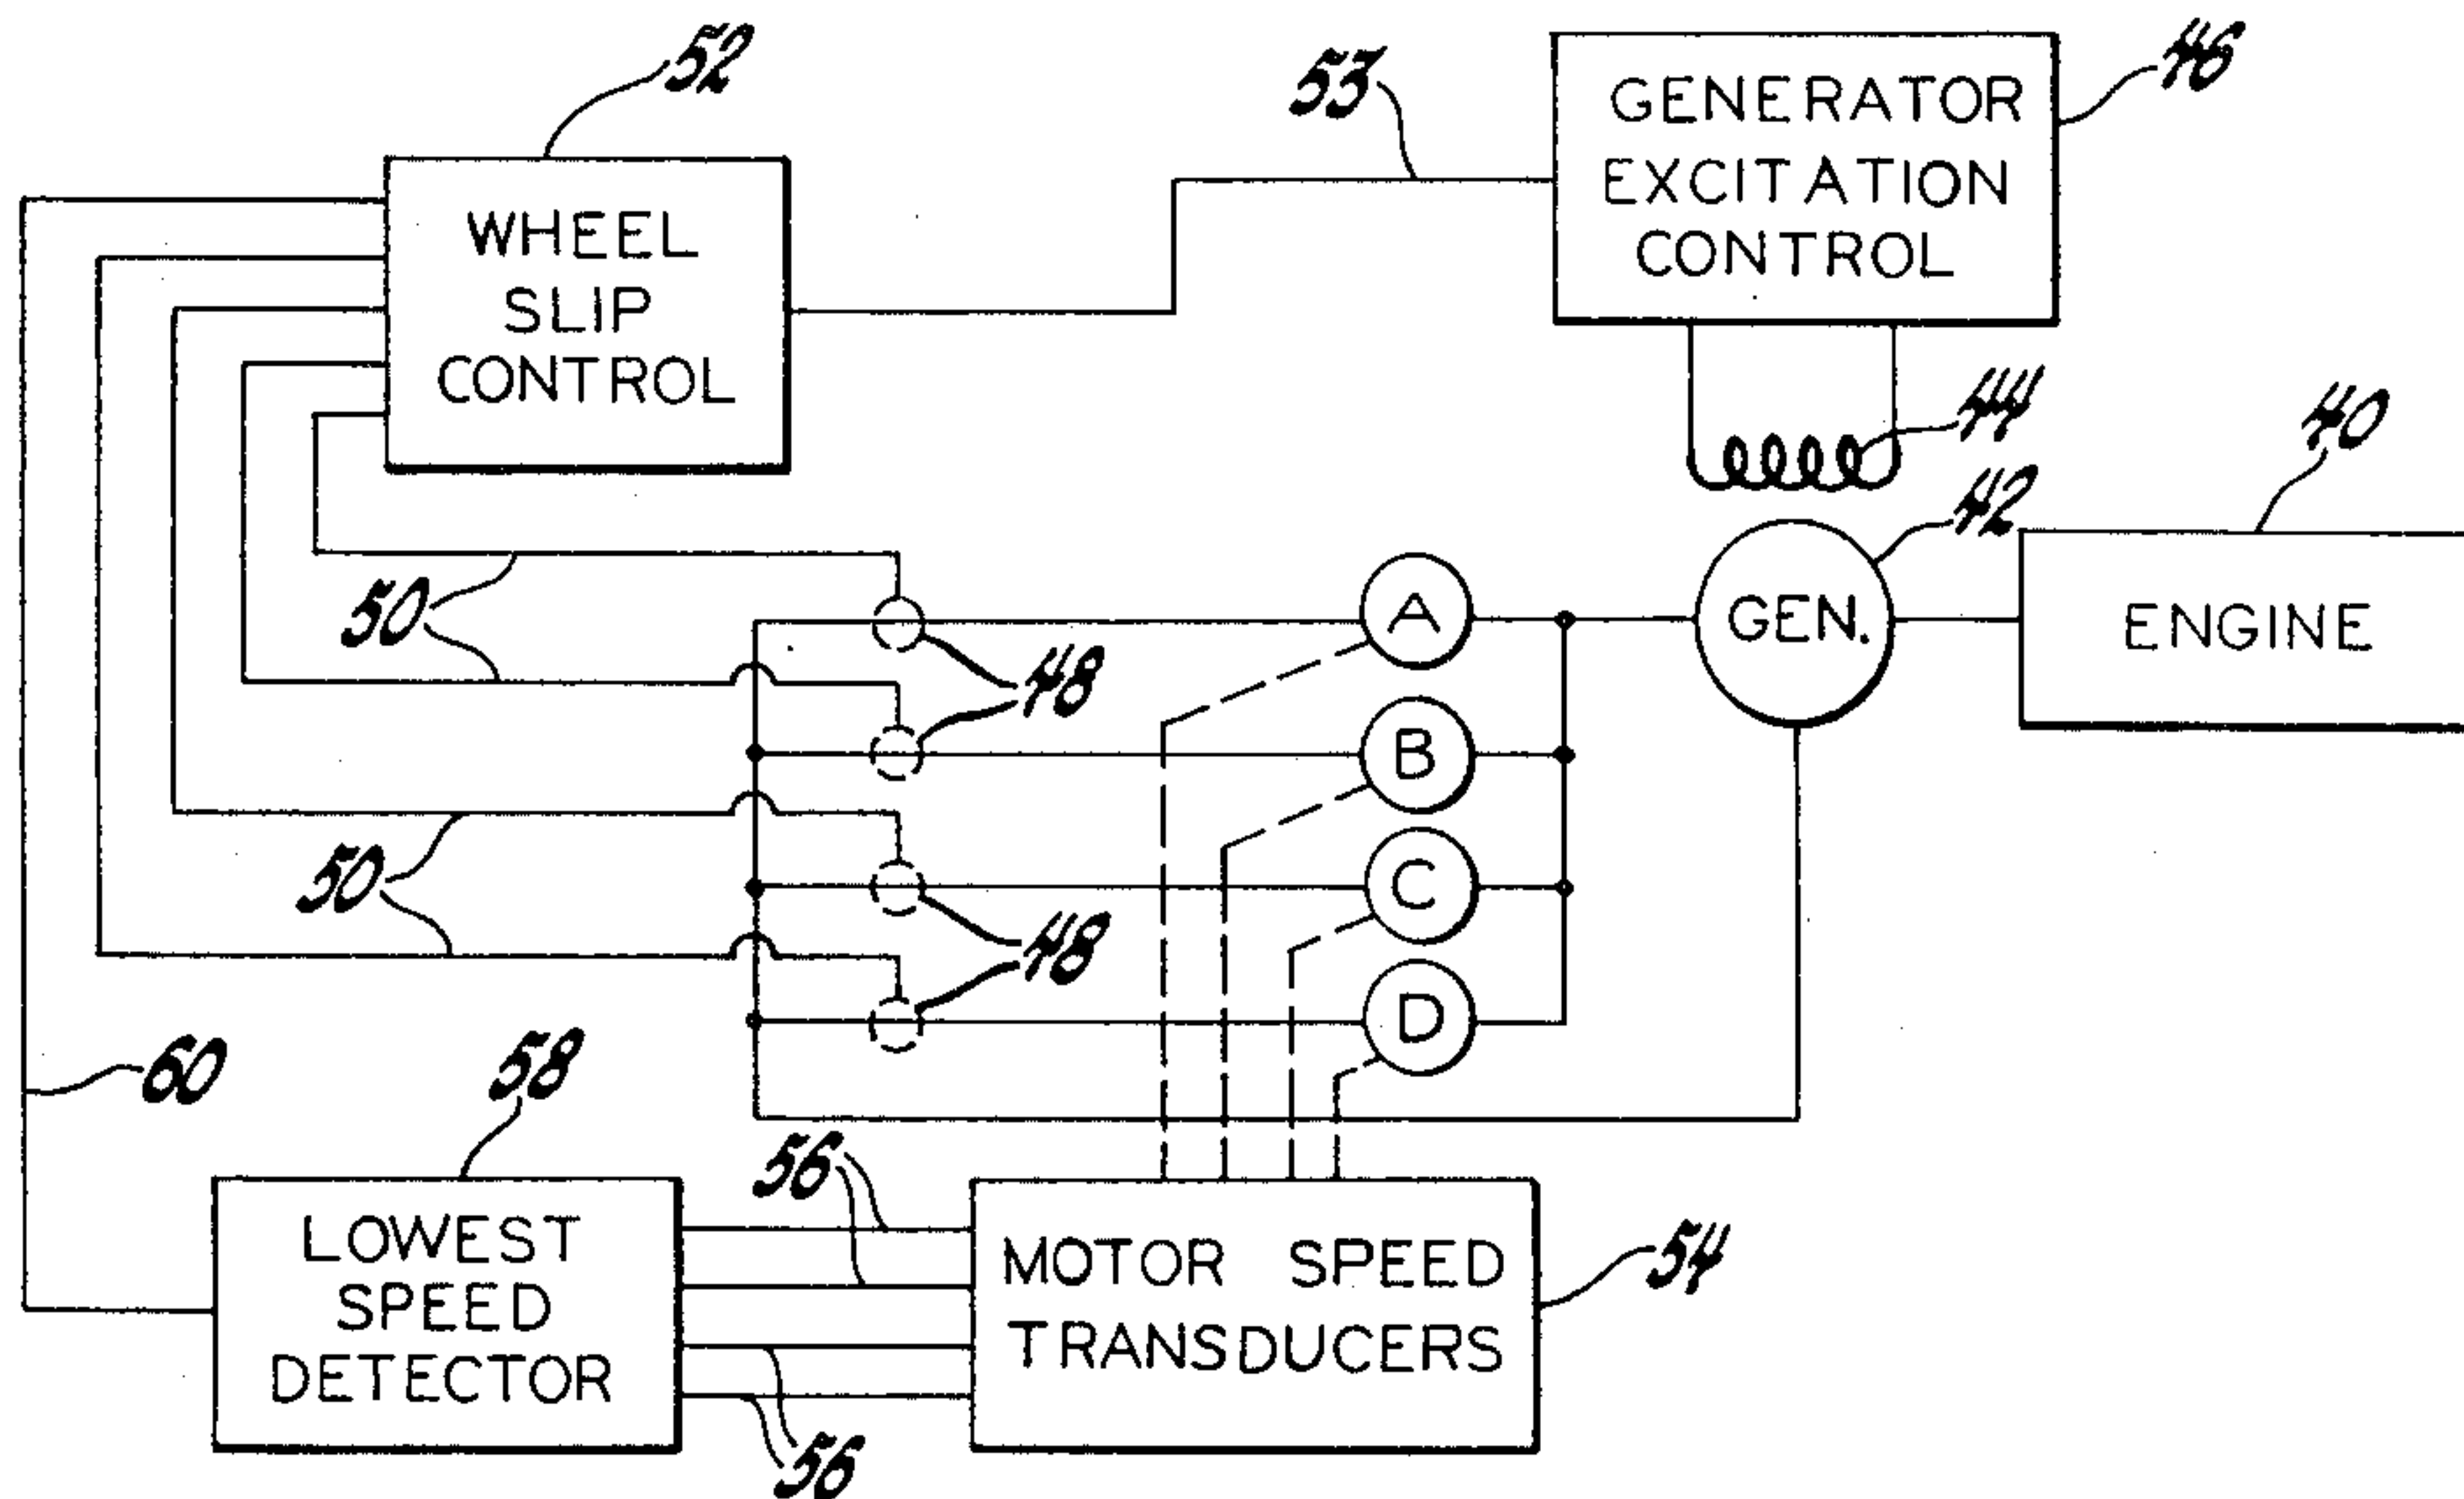 52
53
46
GENERATOR
EXCITATION
CONTROL
WHEEL
SLIP
CONTROL
44
40
42
50
A
GEN.
ENGINE
48
B
50
C
48
D
60
58
56
LOWEST
SPEED
DETECTOR
MOTOR SPEED
TRANSDUCERS
54
56